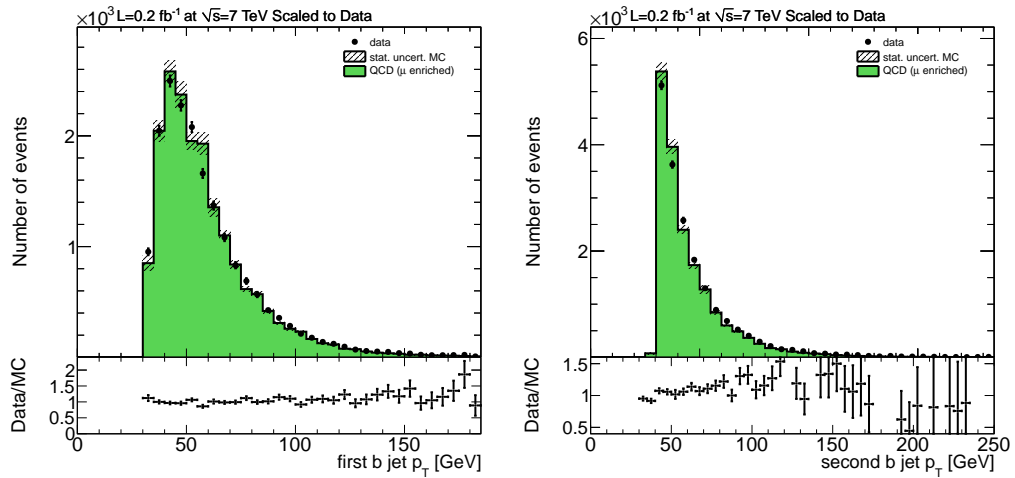 ×10³ L=0.2 fb⁻¹ at √s=7 TeV Scaled to Data
data
stat. uncert. MC
QCD (μ enriched)
Number of events
2
1
Data/MC
2
1.5
1
0.5
0
0 50 100 150
first b jet p_T [GeV]
×10³ L=0.2 fb⁻¹ at √s=7 TeV Scaled to Data
data
stat. uncert. MC
QCD (μ enriched)
Number of events
6
4
2
Data/MC
1.5
1
0.5
0 50 100 150 200 250
second b jet p_T [GeV]